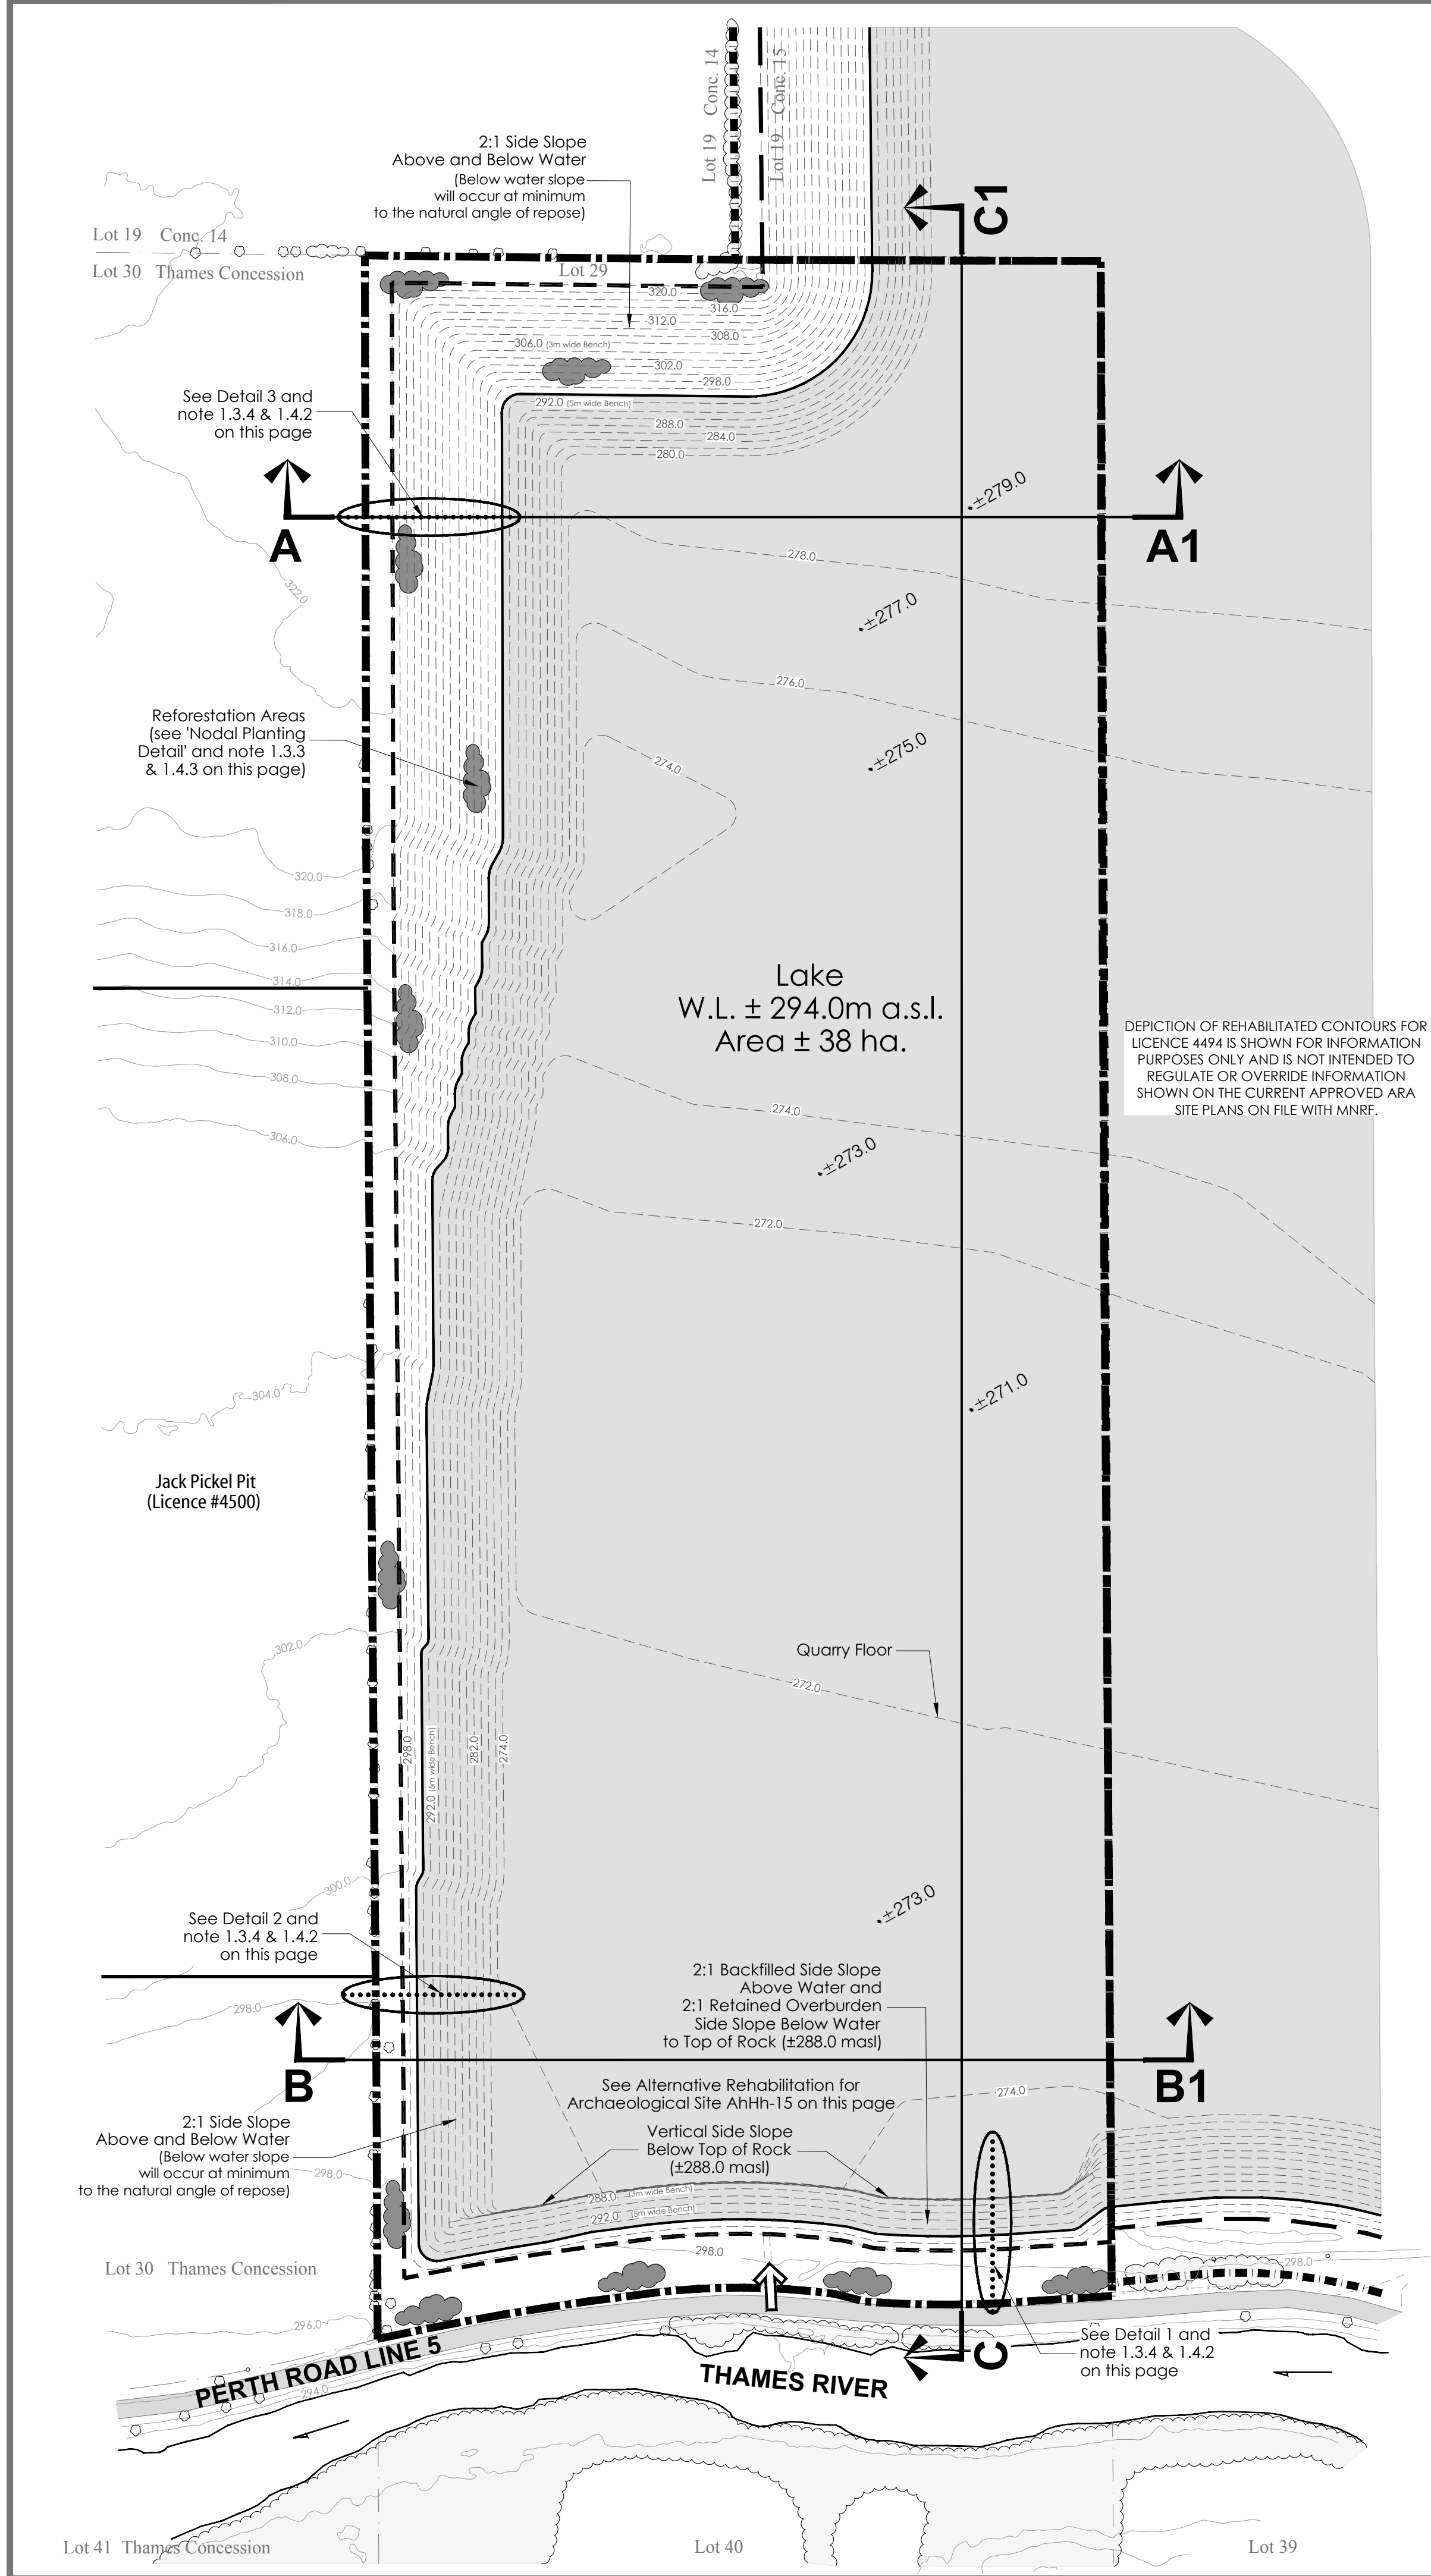 Lot 19 Conc. 14
Lot 19 Conc. 15
2:1 Side Slope
Above and Below Water
(Below water slope
will occur at minimum
to the natural angle of repose)
C1
Lot 19 Conc. 14
Lot 30 Thames Concession
Lot 29
320.0
316.0
312.0
308.0
306.0 (3m wide Bench)
302.0
298.0
292.0 (5m wide Bench)
288.0
284.0
280.0
See Detail 3 and
note 1.3.4 & 1.4.2
on this page
±279.0
A
A1
278.0
322.0
±277.0
276.0
Reforestation Areas
(see 'Nodal Planting
Detail' and note 1.3.3
& 1.4.3 on this page)
±275.0
274.0
320.0
318.0
316.0
314.0
312.0
310.0
308.0
306.0
Lake
W.L. ± 294.0m a.s.l.
Area ± 38 ha.
DEPICTION OF REHABILITATED CONTOURS FOR
LICENCE 4494 IS SHOWN FOR INFORMATION
PURPOSES ONLY AND IS NOT INTENDED TO
REGULATE OR OVERRIDE INFORMATION
SHOWN ON THE CURRENT APPROVED ARA
SITE PLANS ON FILE WITH MNRF.
274.0
±273.0
272.0
304.0
±271.0
Jack Pickel Pit
(Licence #4500)
302.0
Quarry Floor
272.0
298.0
292.0 (5m wide Bench)
282.0
274.0
300.0
±273.0
See Detail 2 and
note 1.3.4 & 1.4.2
on this page
298.0
2:1 Backfilled Side Slope
Above Water and
2:1 Retained Overburden
Side Slope Below Water
to Top of Rock (±288.0 masl)
B
B1
See Alternative Rehabilitation for
Archaeological Site AhHh-15 on this page
274.0
2:1 Side Slope
Above and Below Water
(Below water slope
will occur at minimum
to the natural angle of repose)
298.0
Vertical Side Slope
Below Top of Rock
(±288.0 masl)
288.0 (3m wide Bench)
292.0 (5m wide Bench)
298.0
298.0
Lot 30 Thames Concession
296.0
See Detail 1 and
note 1.3.4 & 1.4.2
on this page
C
PERTH ROAD LINE 5
294.0
THAMES RIVER
Lot 41 Thames Concession
Lot 40
Lot 39